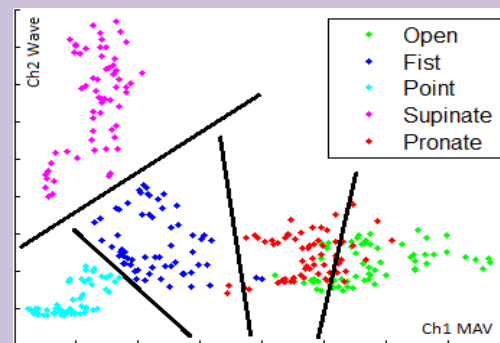 Ch2 Wave
Open
Fist
Point
Supinate
Pronate
Ch1 MAV